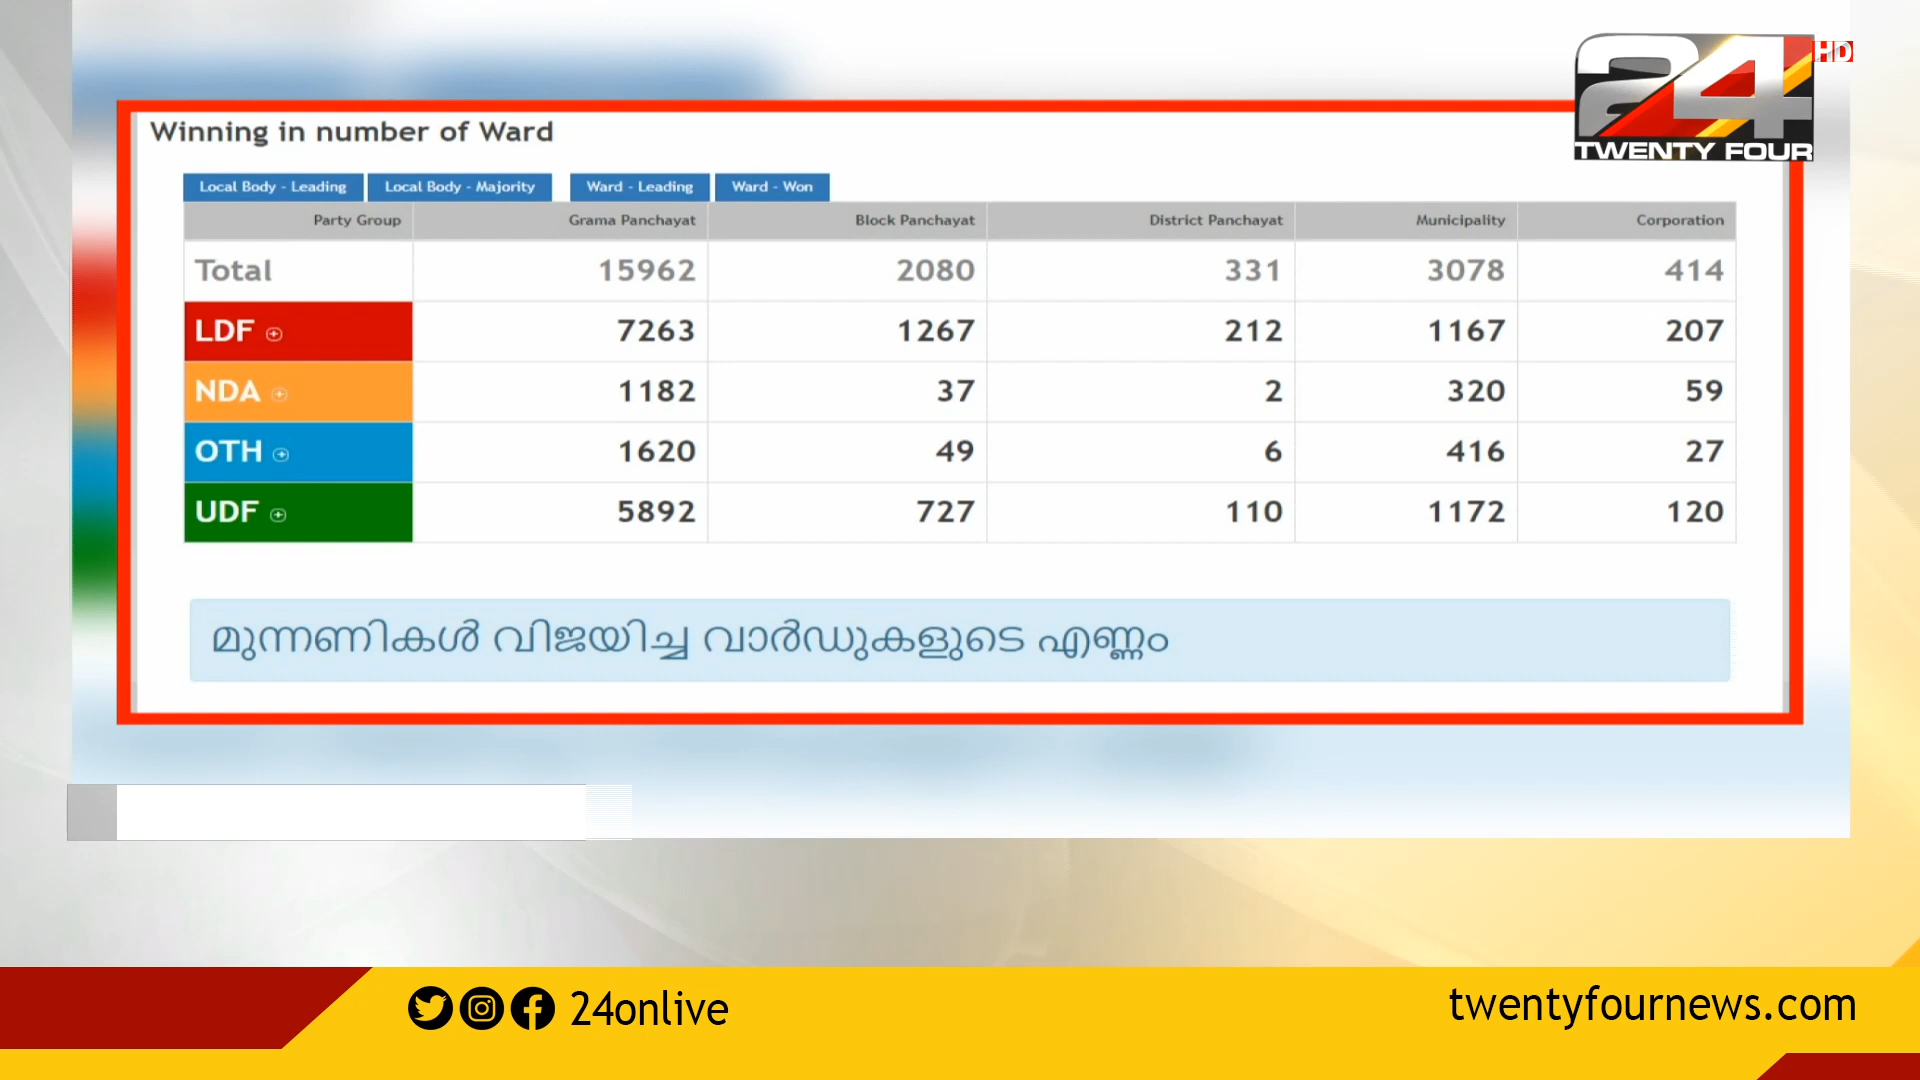 24
HD
TWENTY FOUR
Winning in number of Ward
Local Body - Leading Local Body - Majority Ward - Leading Ward - Won
Party Group Grama Panchayat Block Panchayat District Panchayat Municipality Corporation
Total 15962 2080 331 3078 414
LDF 7263 1267 212 1167 207
NDA 1182 37 2 320 59
OTH 1620 49 6 416 27
UDF 5892 727 110 1172 120
മുന്നണികൾ വിജയിച്ച വാർഡുകളുടെ എണ്ണം
24onlive
twentyfournews.com